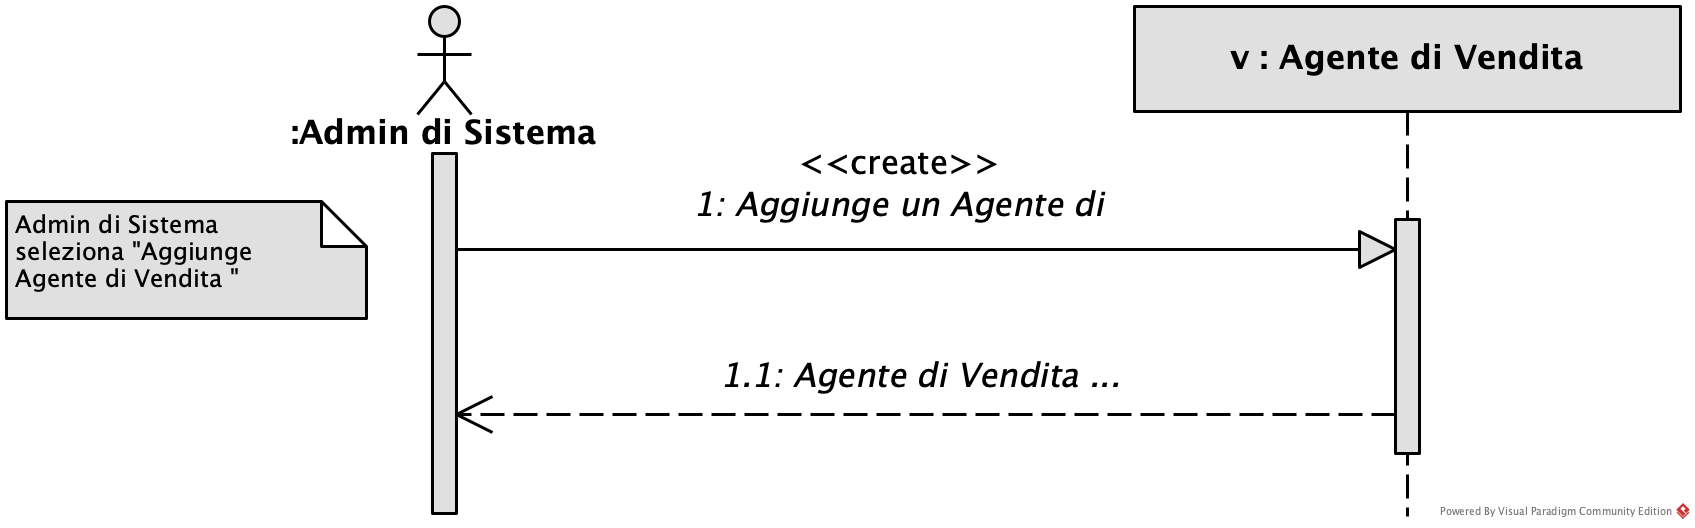 v : Agente di Vendita
:Admin di Sistema
<<create>>
1: Aggiunge un Agente di
Admin di Sistema
seleziona "Aggiunge
Agente di Vendita "
1.1: Agente di Vendita ...
Powered By Visual Paradigm Community Edition